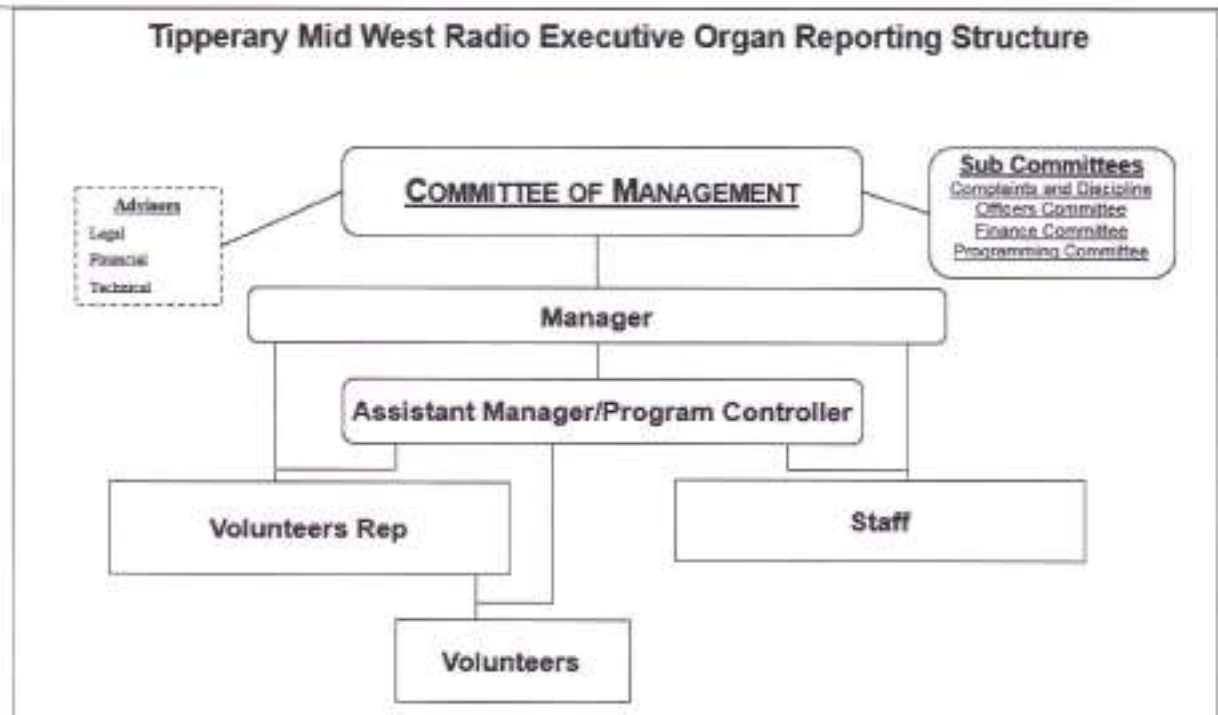 Tipperary Mid West Radio Executive Organ Reporting Structure
COMMITTEE OF MANAGEMENT
Advisors
Legal
Financial
Technical
Sub Committees
Complaints and Discipline
Officers Committee
Finance Committee
Programming Committee
Manager
Assistant Manager/Program Controller
Volunteers Rep
Staff
Volunteers